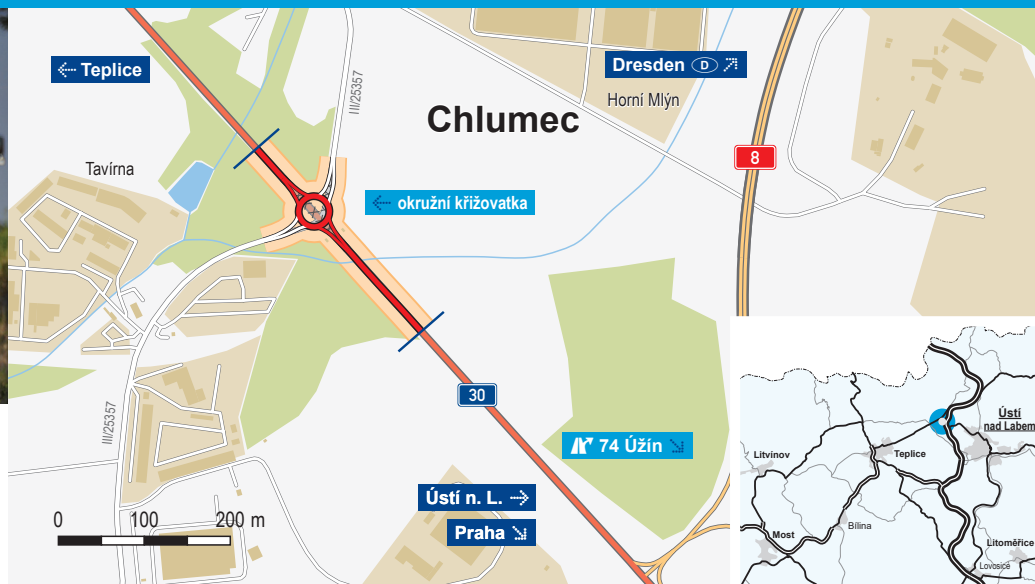 Teplice
III/25357
Dresden D
Horní Mlýn
Chlumec
8
Tavírna
okružní křižovatka
30
III/25357
74 Úžín
Ústí n. L.
Praha
0 100 200 m
Ústí
nad Labem
Litvínov
Teplice
Bílina
Most
Litoměřice
Lovosice